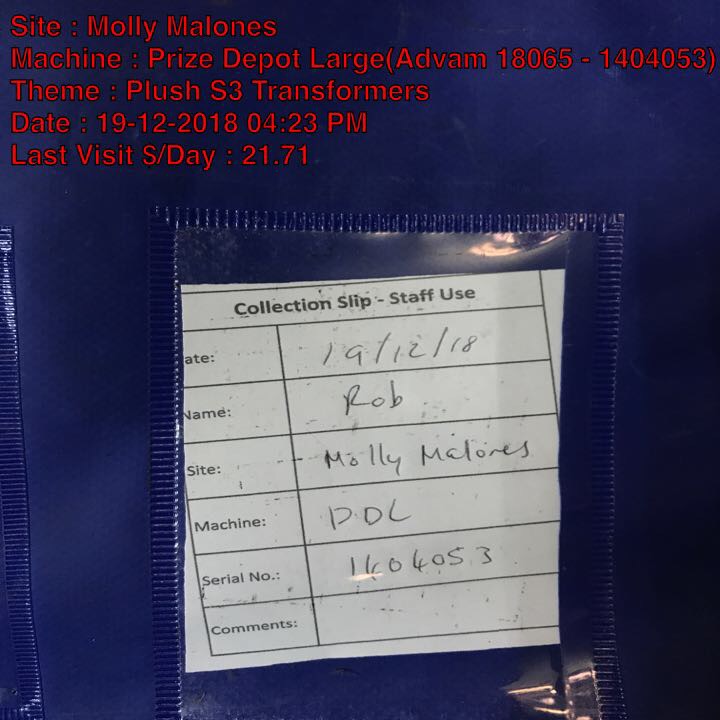 Site : Molly Malones
Machine : Prize Depot Large(Advam 18065 - 1404053)
Theme : Plush S3 Transformers
Date : 19-12-2018 04:23 PM
Last Visit $/Day : 21.71
Collection Slip - Staff Use
ate: 19/12/18
Name: Rob
Site: Molly Malones
Machine: PDL
Serial No.: 1404053
Comments: